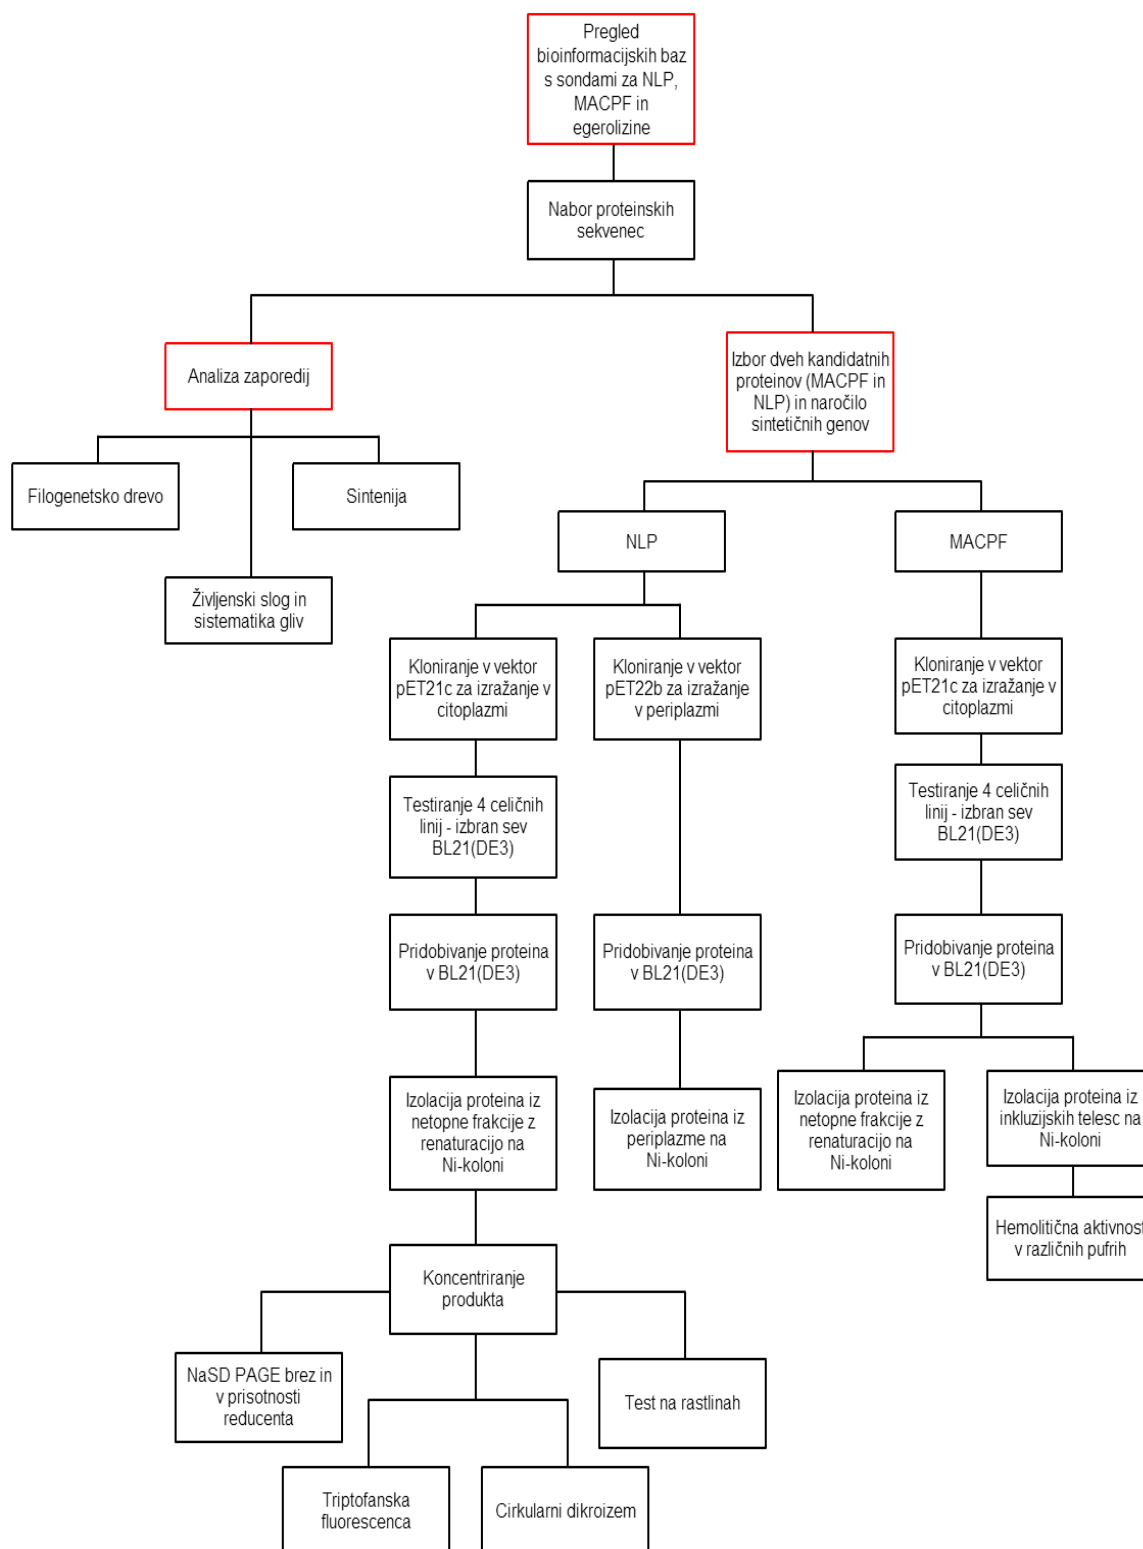 Pregled
bioinformacijskih baz
s sondami za NLP,
MACPF in
egerolizine
Nabor proteinskih
sekvenec
Analiza zaporedij
Izbor dveh kandidatnih
proteinov (MACPF in
NLP) in naročilo
sintetičnih genov
Filogenetsko drevo
Sintenija
Življenski slog in
sistematika gliv
NLP
MACPF
Kloniranje v vektor
pET21c za izražanje v
citoplazmi
Kloniranje v vektor
pET22b za izražanje
v periplazmi
Kloniranje v vektor
pET21c za izražanje v
citoplazmi
Testiranje 4 celičnih
linij - izbran sev
BL21(DE3)
Testiranje 4 celičnih
linij - izbran sev
BL21(DE3)
Pridobivanje proteina
v BL21(DE3)
Pridobivanje proteina
v BL21(DE3)
Pridobivanje proteina
v BL21(DE3)
Izolacija proteina iz
netopne frakcije z
renaturacijo na
Ni-koloni
Izolacija proteina iz
periplazme na
Ni-koloni
Izolacija proteina iz
netopne frakcije z
renaturacijo na
Ni-koloni
Izolacija proteina iz
inkluzijskih telesc na
Ni-koloni
Hemolitična aktivnost
v različnih pufrih
Koncentriranje
produkta
NaSD PAGE brez in
v prisotnosti
reducenta
Test na rastlinah
Triptofanska
fluorescenca
Cirkularni dikroizem